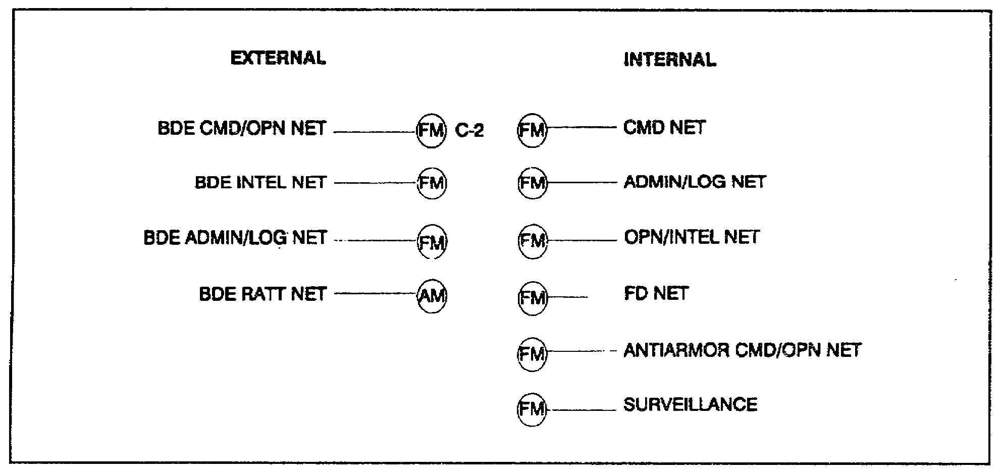 EXTERNAL INTERNAL
BDE CMD/OPN NET FM C-2 FM CMD NET
BDE INTEL NET FM FM ADMIN/LOG NET
BDE ADMIN/LOG NET FM FM OPN/INTEL NET
BDE RATT NET AM FM FD NET
FM ANTIARMOR CMD/OPN NET
FM SURVEILLANCE